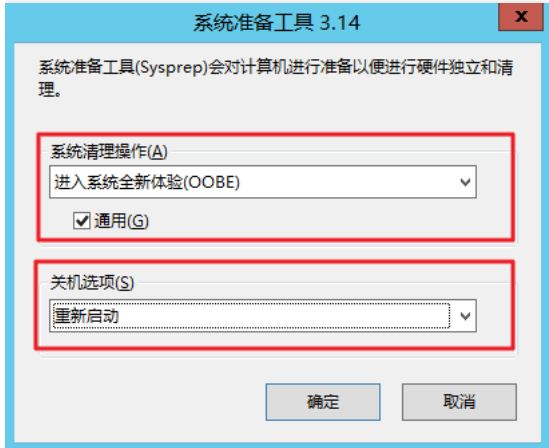 系统准备工具 3.14
x
系统准备工具(Sysprep)会对计算机进行准备以便进行硬件独立和清
理。
系统清理操作(A)
进入系统全新体验(OOBE)
通用(G)
关机选项(S)
重新启动
确定 取消